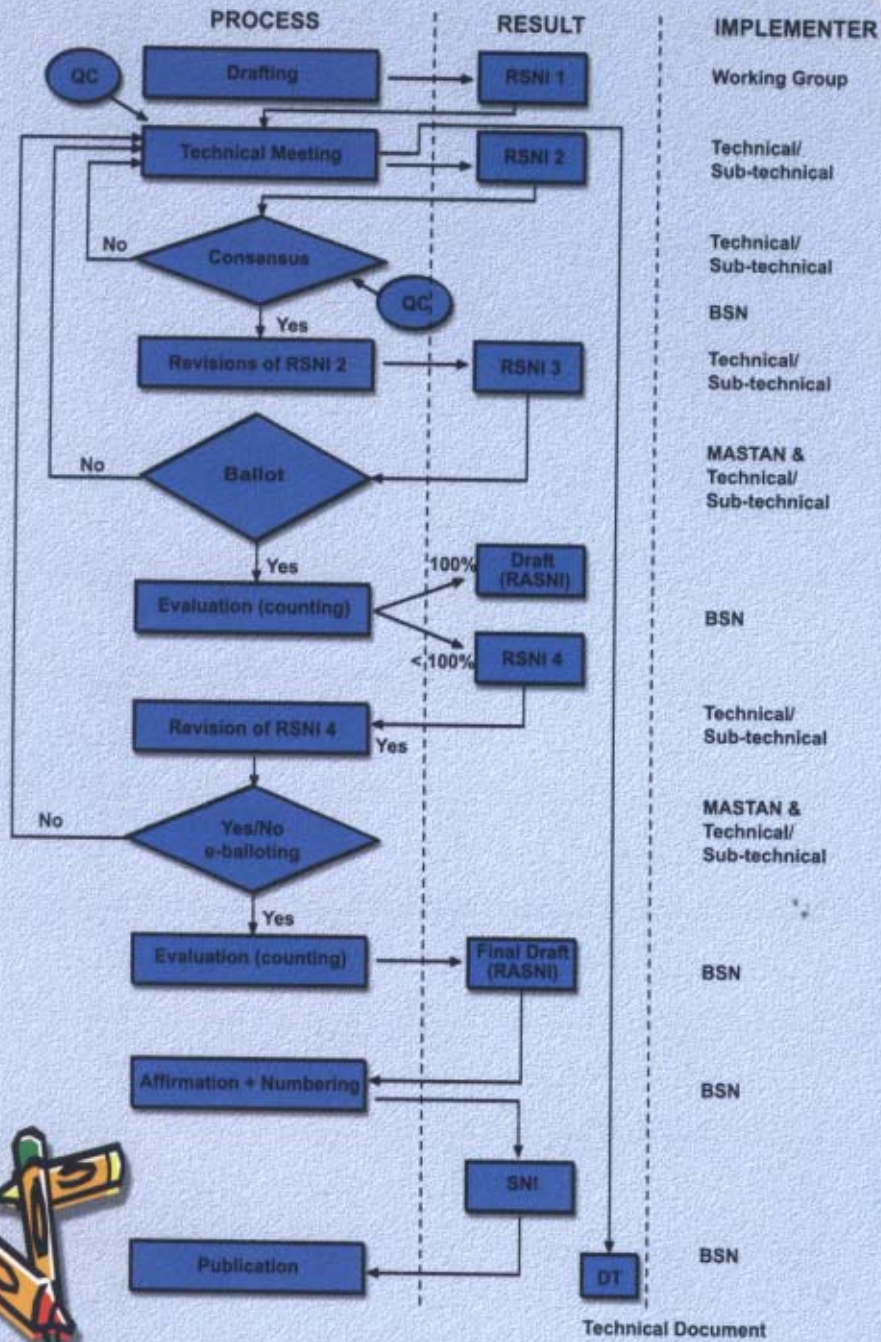 PROCESS
RESULT
IMPLEMENTER
QC
Drafting
RSNI 1
Working Group
Technical Meeting
RSNI 2
Technical/
Sub-technical
No
Consensus
Technical/
Sub-technical
QC
BSN
Yes
Revisions of RSNI 2
RSNI 3
Technical/
Sub-technical
No
Ballot
MASTAN &
Technical/
Sub-technical
Yes
100%
Draft
(RASNI)
Evaluation (counting)
BSN
< 100%
RSNI 4
Revision of RSNI 4
Yes
Technical/
Sub-technical
No
Yes/No
e-balloting
MASTAN &
Technical/
Sub-technical
Yes
Evaluation (counting)
Final Draft
(RASNI)
BSN
Affirmation + Numbering
BSN
SNI
Publication
DT
BSN
Technical Document